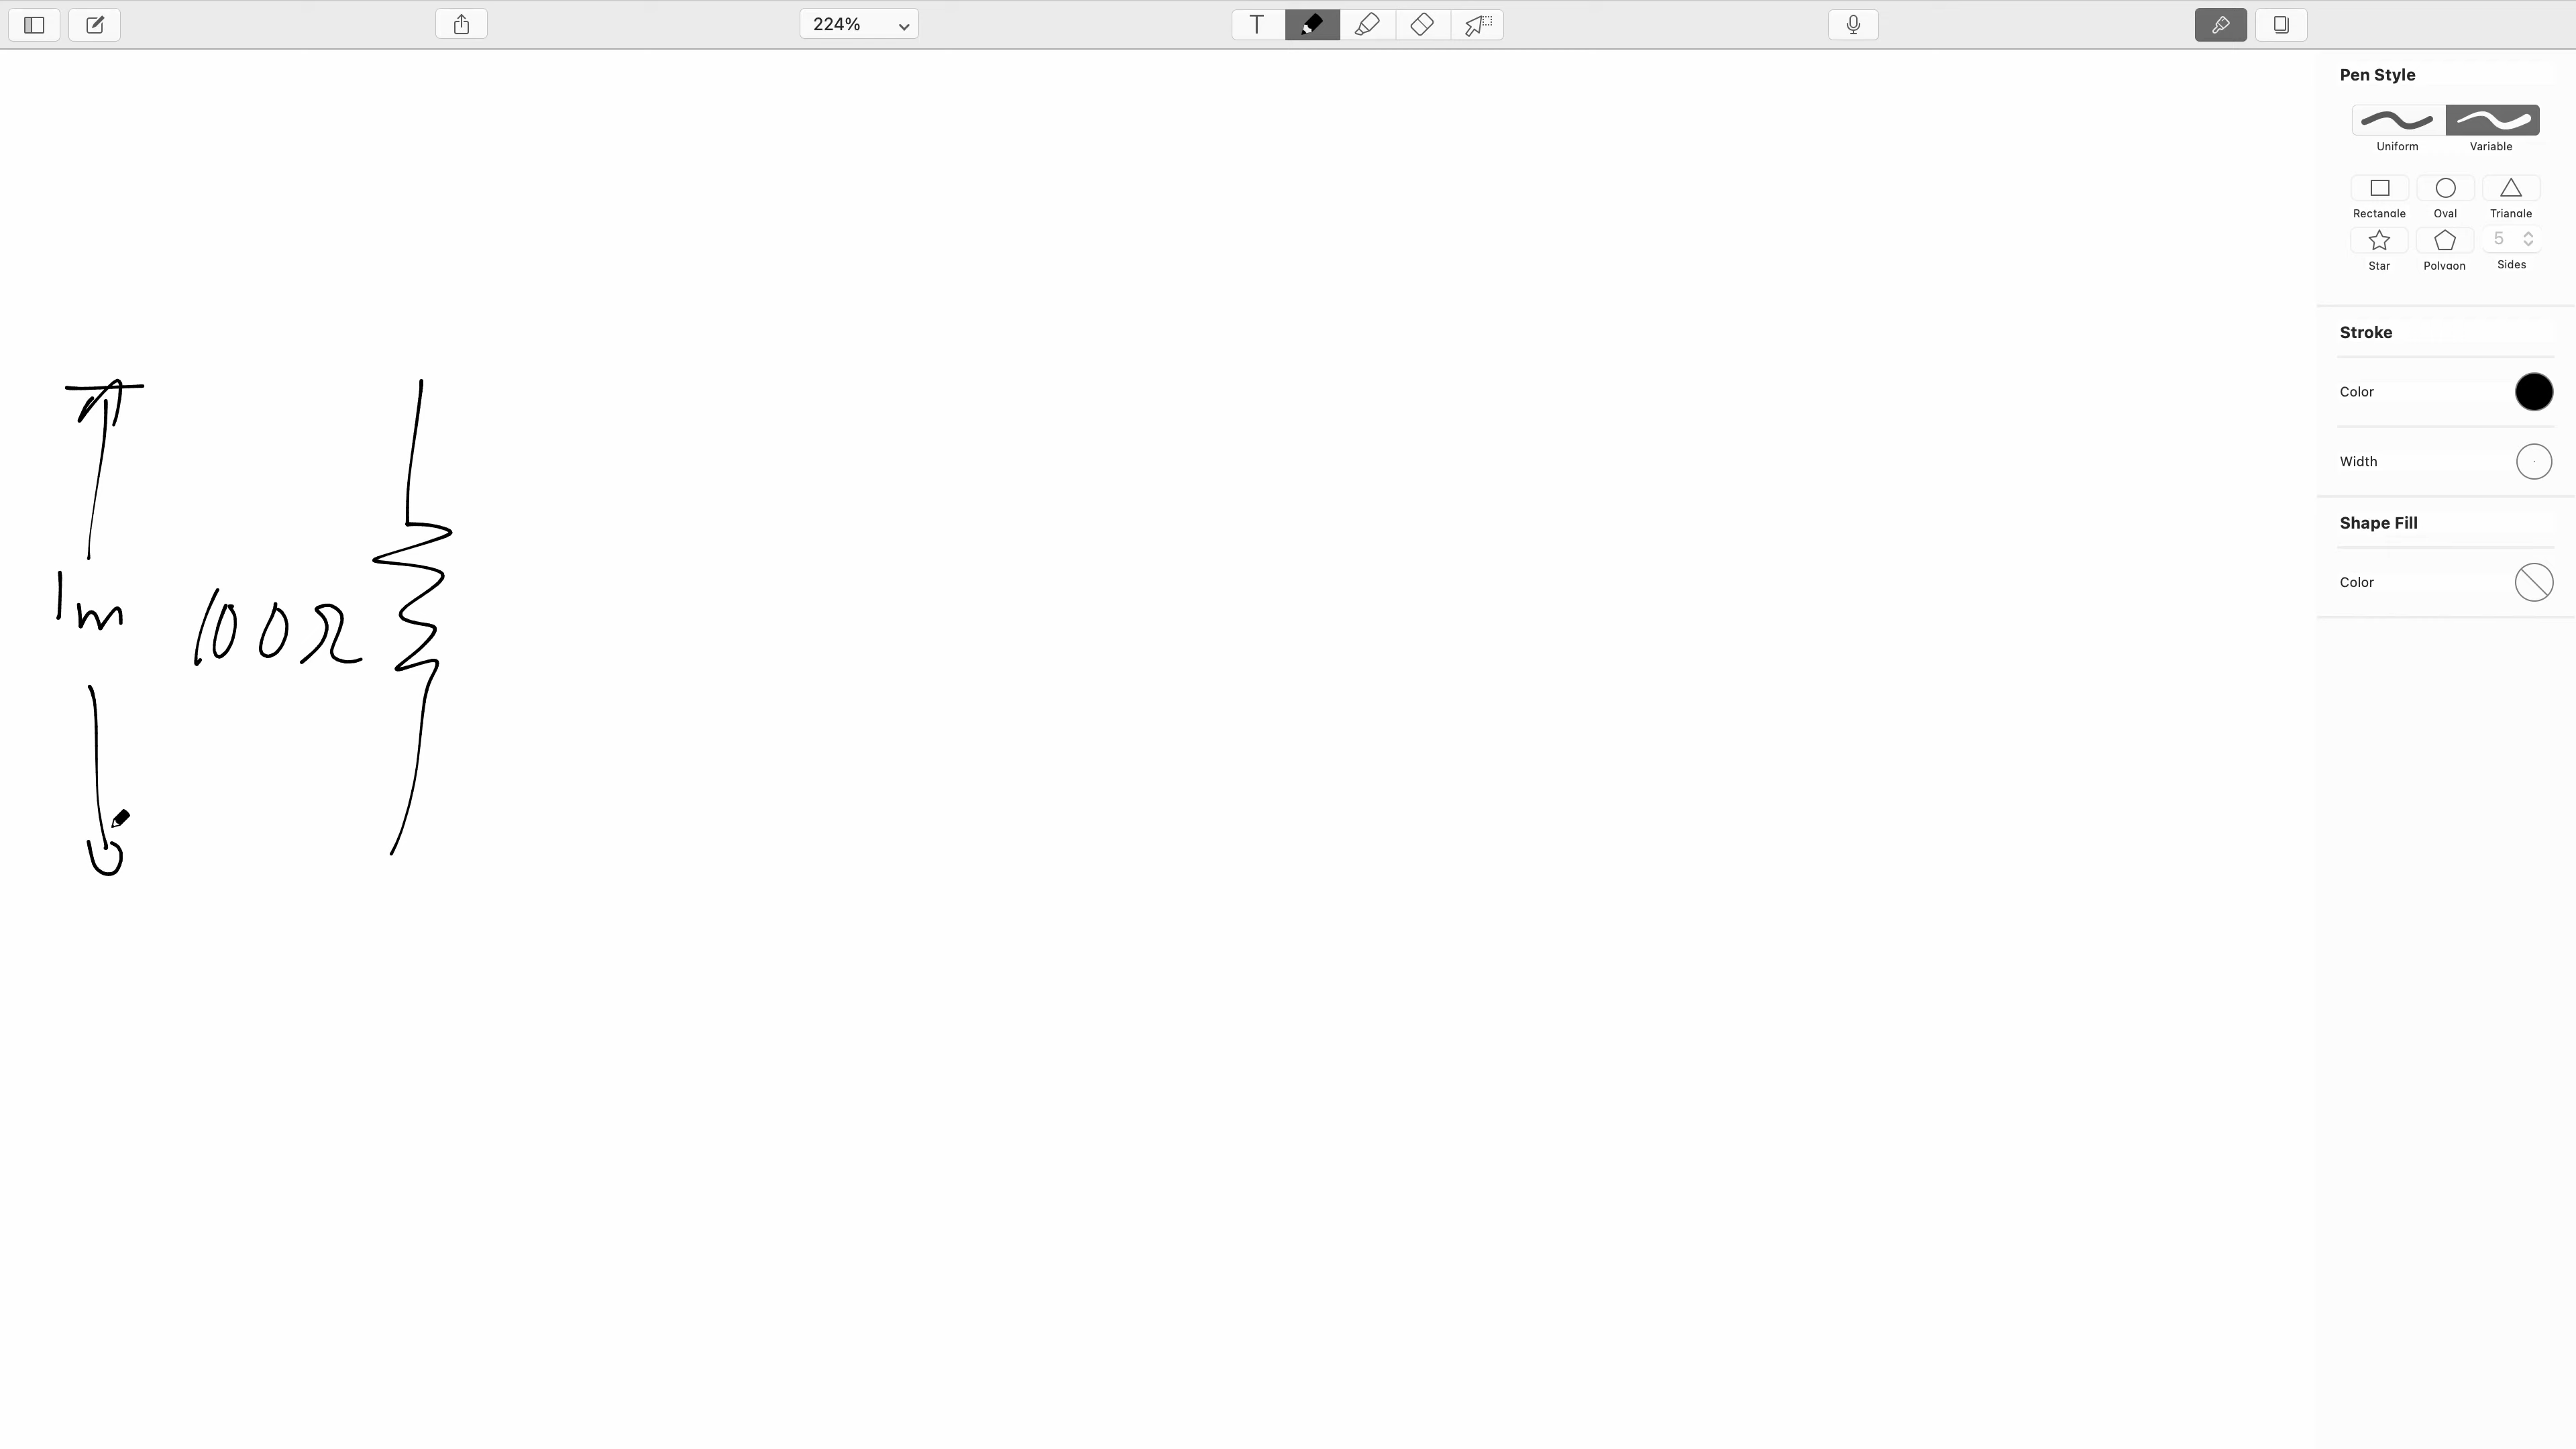 224%
T
Pen Style
Uniform Variable
Rectangle Oval Triangle
5
Star Polygon Sides
Stroke
Color
Width
Shape Fill
Color
1m 100Ω